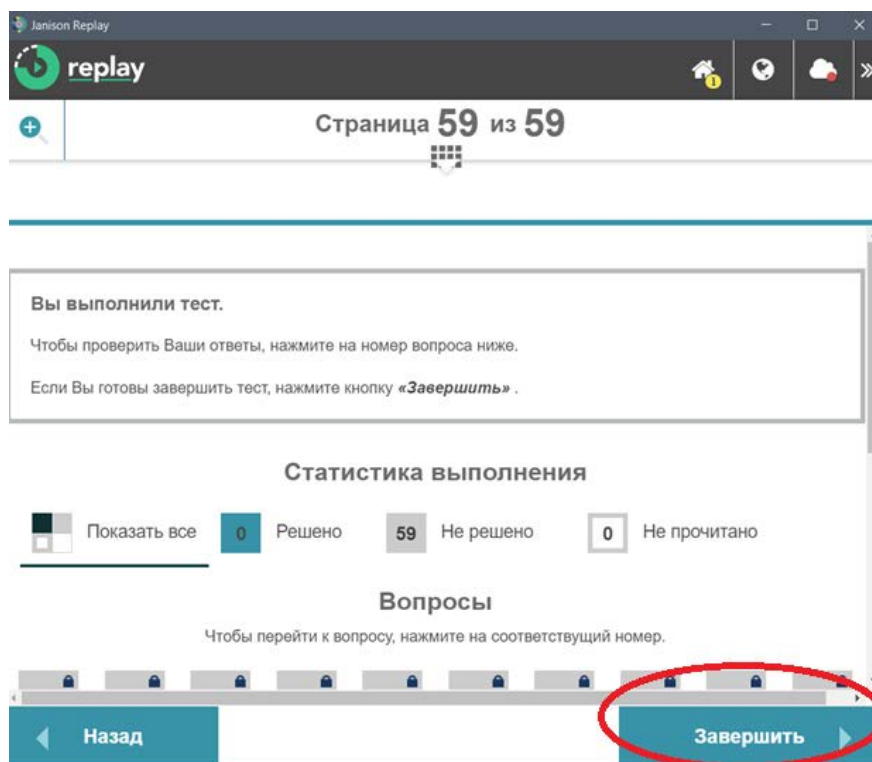 Janison Replay
replay
1
Страница 59 из 59
Вы выполнили тест.
Чтобы проверить Ваши ответы, нажмите на номер вопроса ниже.
Если Вы готовы завершить тест, нажмите кнопку «Завершить» .
Статистика выполнения
Показать все 0 Решено 59 Не решено 0 Не прочитано
Вопросы
Чтобы перейти к вопросу, нажмите на соответствущий номер.
Назад Завершить